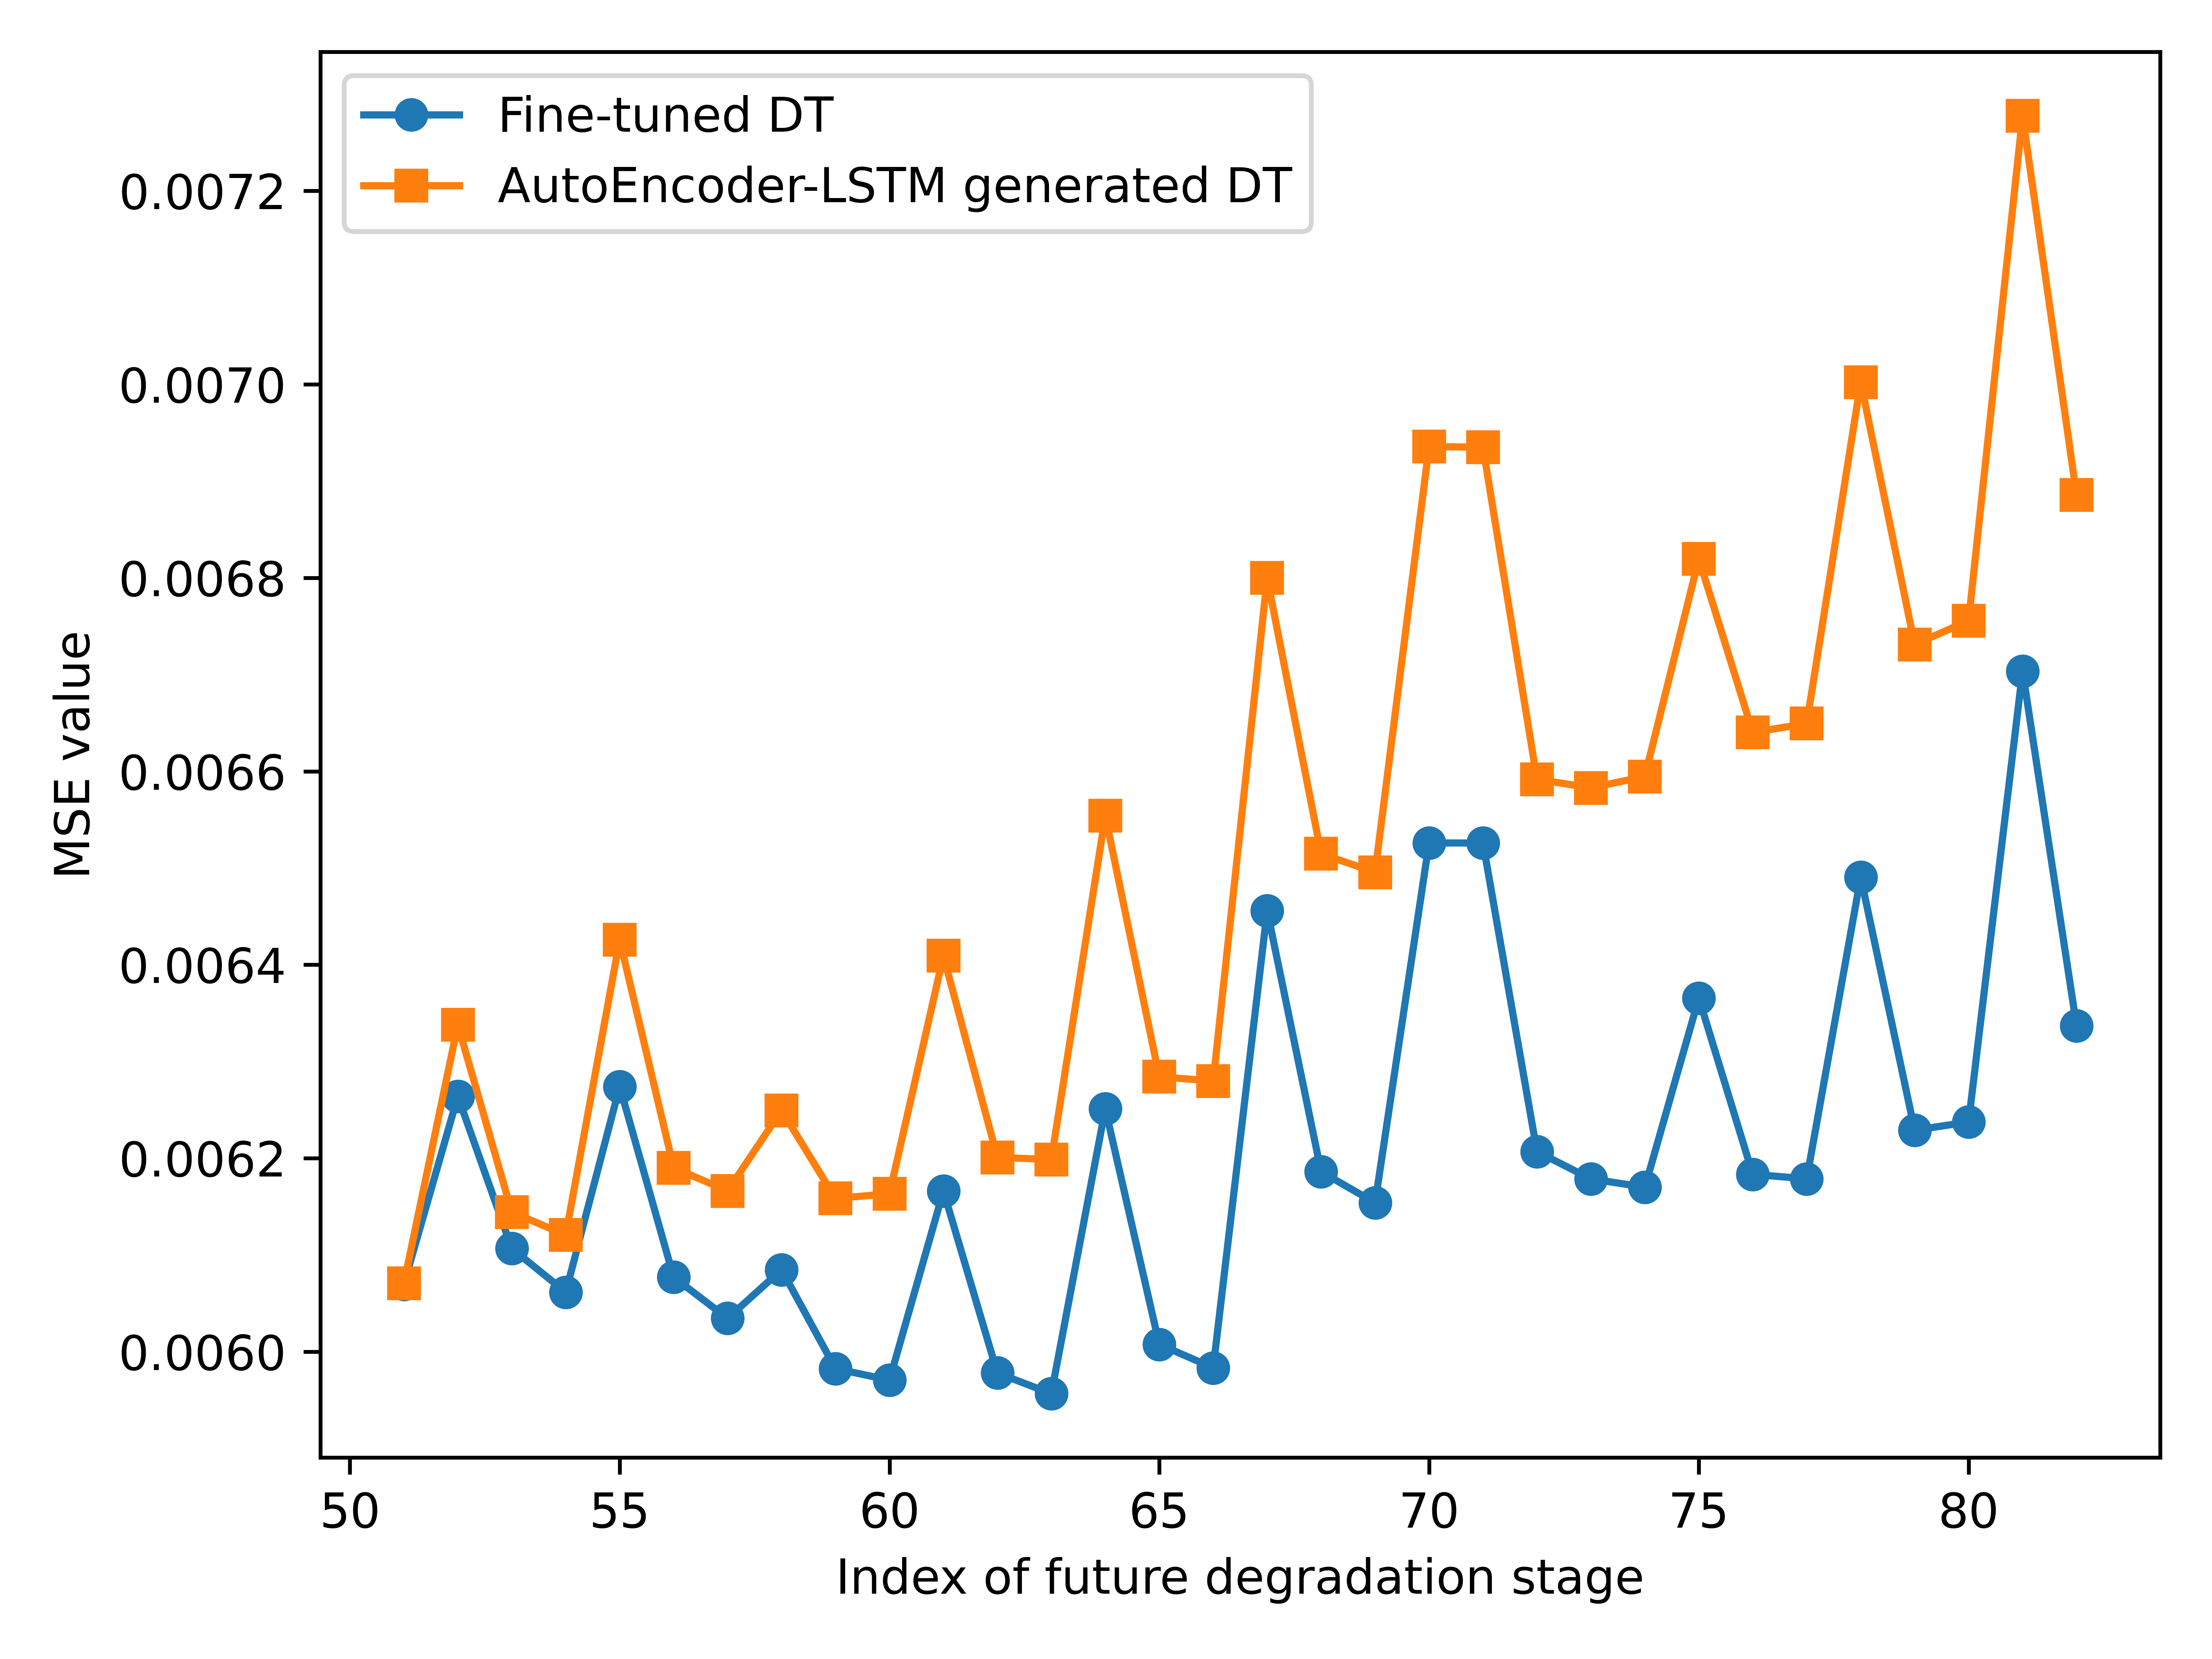 Fine-tuned DT
AutoEncoder-LSTM generated DT
0.0072
0.0070
0.0068
0.0066
0.0064
0.0062
0.0060
MSE value
50 55 60 65 70 75 80
Index of future degradation stage